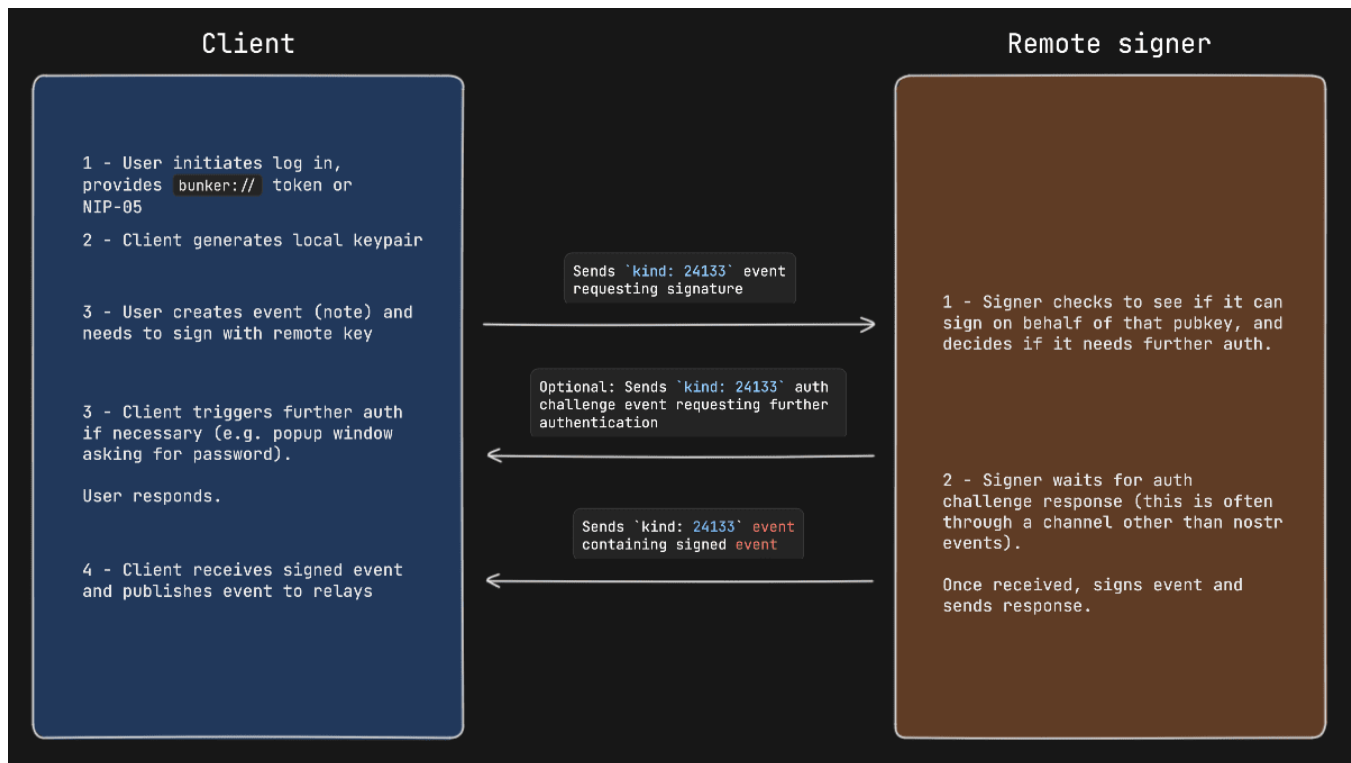 Client
Remote signer
1 - User initiates log in,
provides bunker:// token or
NIP-05
2 - Client generates local keypair
3 - User creates event (note) and
needs to sign with remote key
3 - Client triggers further auth
if necessary (e.g. popup window
asking for password).
User responds.
4 - Client receives signed event
and publishes event to relays
Sends `kind: 24133` event
requesting signature
Optional: Sends `kind: 24133` auth
challenge event requesting further
authentication
Sends `kind: 24133` event
containing signed event
1 - Signer checks to see if it can
sign on behalf of that pubkey, and
decides if it needs further auth.
2 - Signer waits for auth
challenge response (this is often
through a channel other than nostr
events).
Once received, signs event and
sends response.